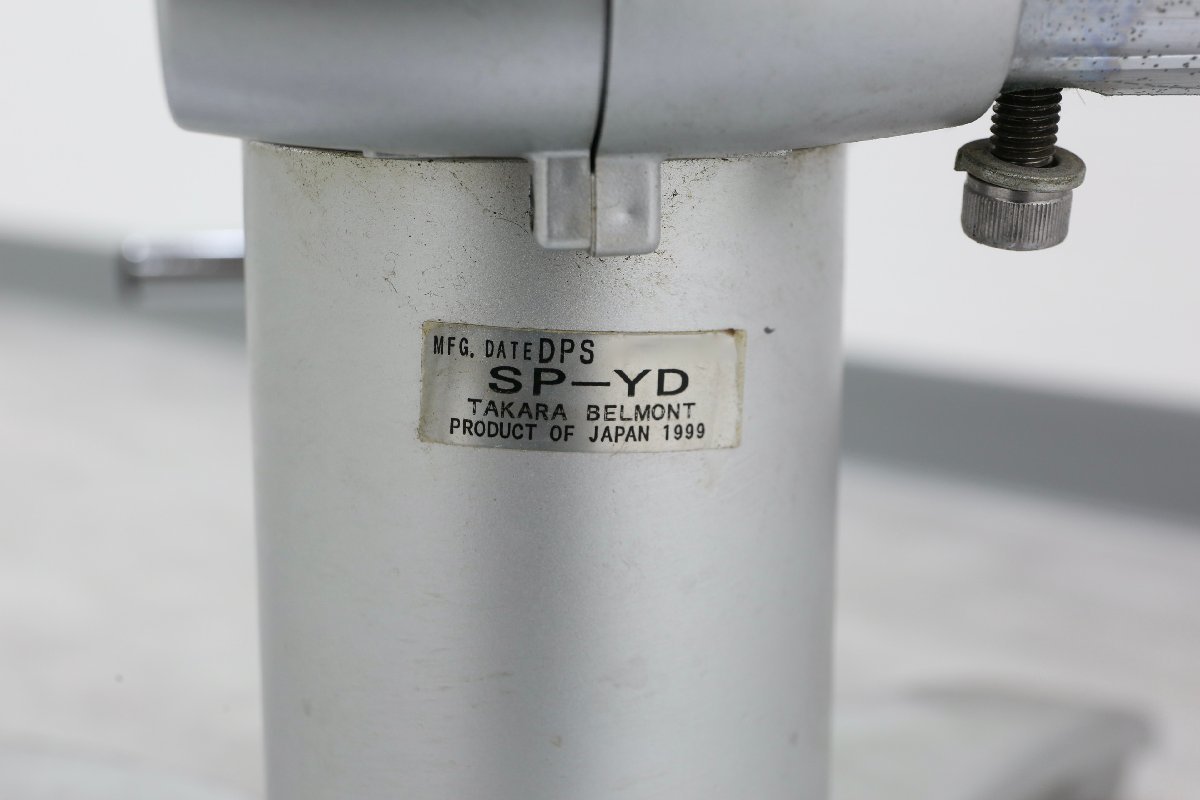 MFG. DATE DPS
SP-YD
TAKARA BELMONT
PRODUCT OF JAPAN 1999